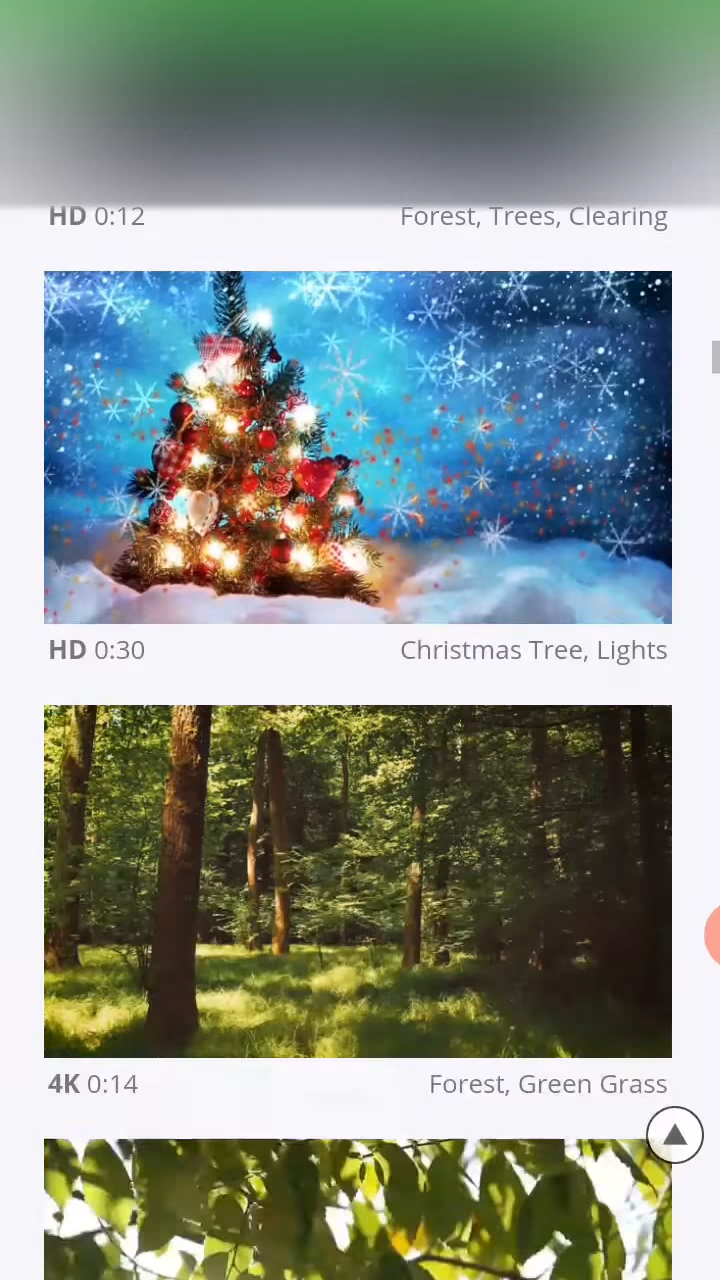 HD 0:12 Forest, Trees, Clearing
HD 0:30 Christmas Tree, Lights
4K 0:14 Forest, Green Grass